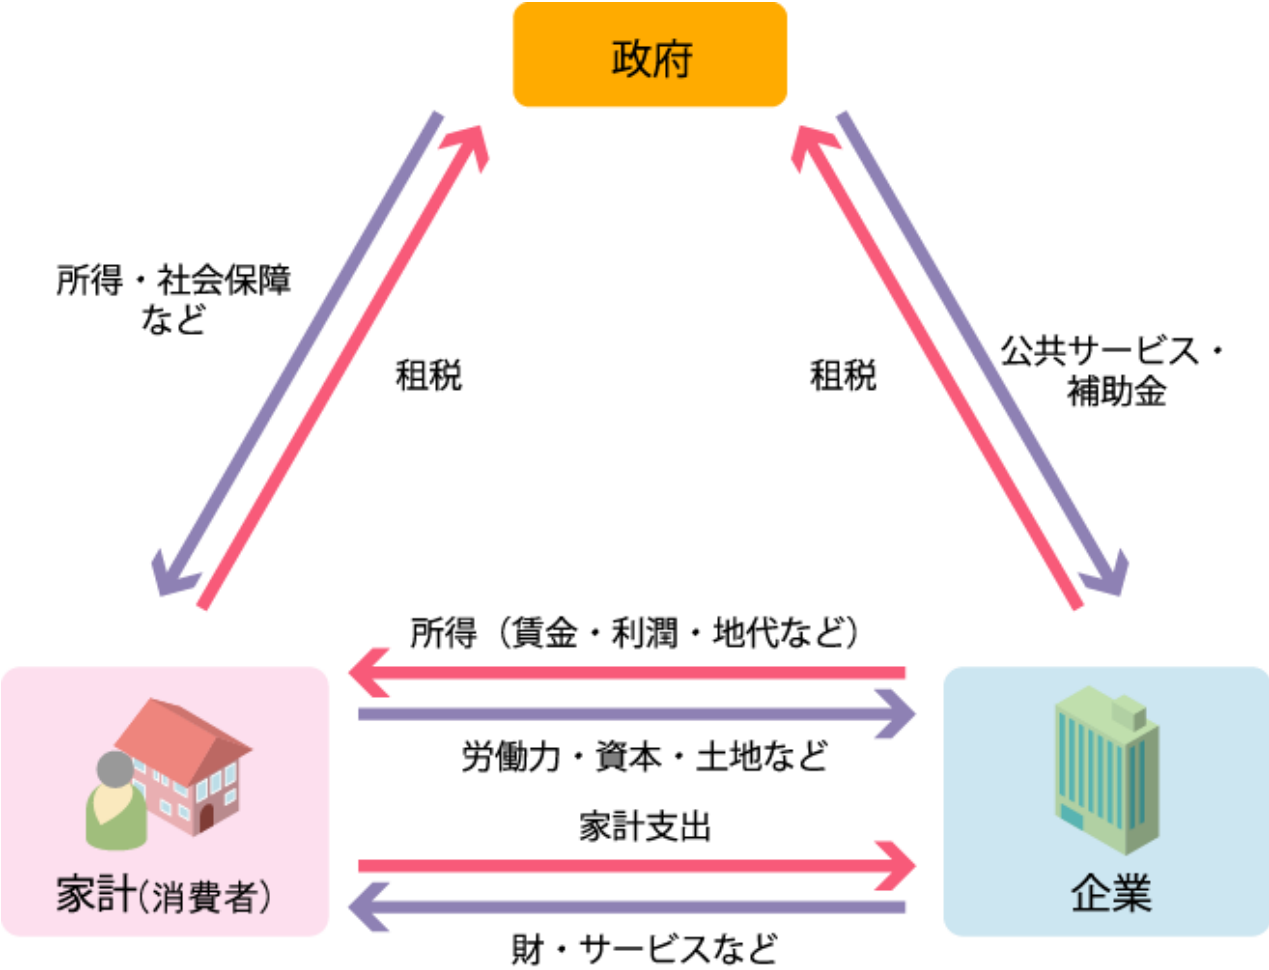 政府
所得・社会保障
など
租税
租税
公共サービス・
補助金
所得（賃金・利潤・地代など）
労働力・資本・土地など
家計支出
財・サービスなど
家計(消費者)
企業